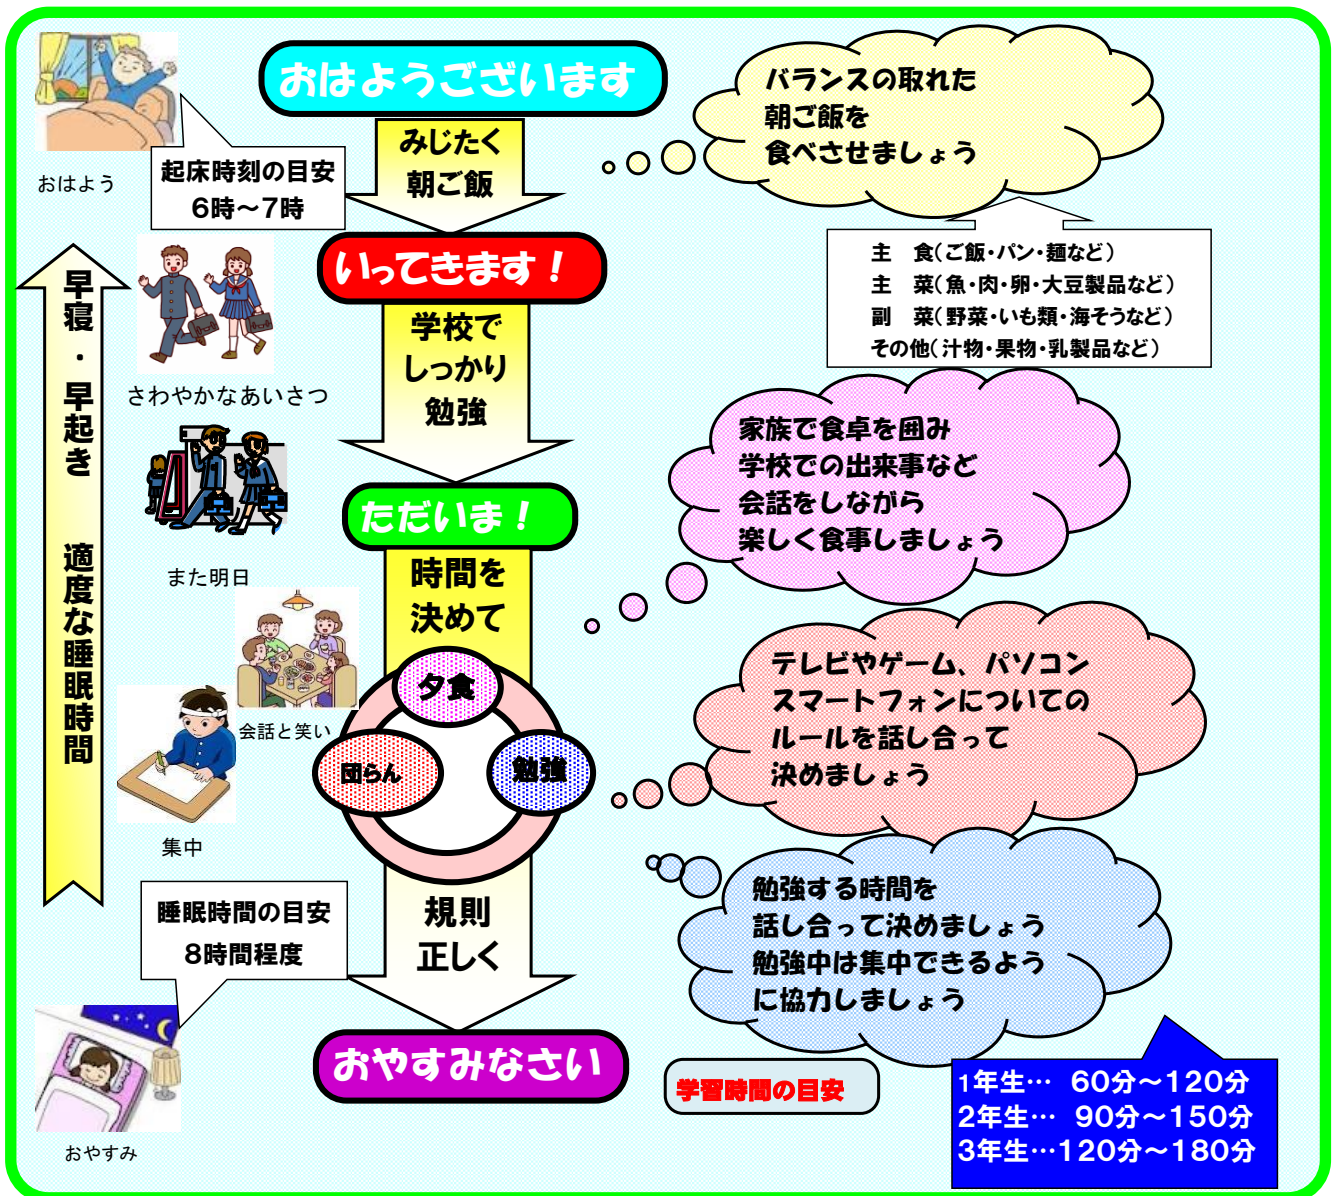 おはようございます
おはよう
起床時刻の目安
6時～7時
みじたく
朝ご飯
バランスの取れた
朝ご飯を
食べさせましょう
主　食(ご飯・パン・麺など)
主　菜(魚・肉・卵・大豆製品など)
副　菜(野菜・いも類・海そうなど)
その他(汁物・果物・乳製品など)
いってきます！
さわやかなあいさつ
学校で
しっかり
勉強
早寝・早起き　適度な睡眠時間
家族で食卓を囲み
学校での出来事など
会話をしながら
楽しく食事しましょう
ただいま！
また明日
時間を
決めて
夕食
団らん
勉強
会話と笑い
集中
テレビやゲーム、パソコン
スマートフォンについての
ルールを話し合って
決めましょう
睡眠時間の目安
8時間程度
規則
正しく
勉強する時間を
話し合って決めましょう
勉強中は集中できるよう
に協力しましょう
おやすみなさい
おやすみ
学習時間の目安
1年生… 60分～120分
2年生… 90分～150分
3年生…120分～180分